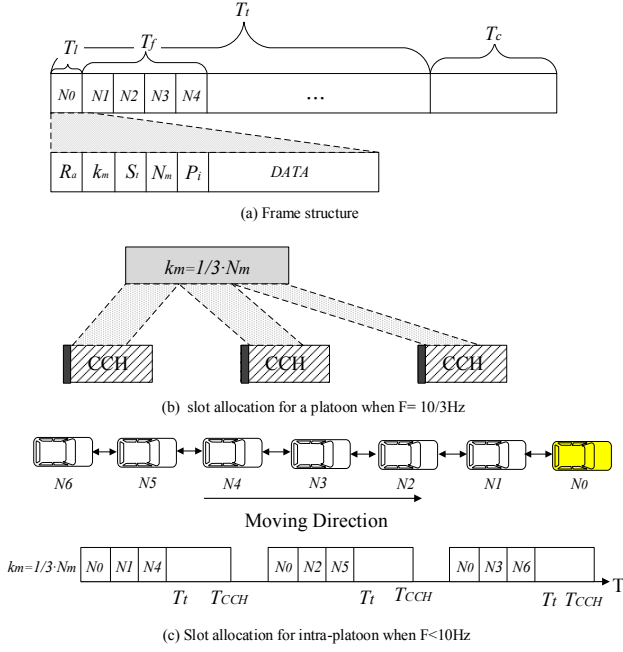 Tt
Tl Tf Tc
N0 N1 N2 N3 N4 ...
Ra km St Nm Pi DATA
(a) Frame structure
km=1/3·Nm
CCH CCH CCH
(b) slot allocation for a platoon when F= 10/3Hz
N6 N5 N4 N3 N2 N1 N0
Moving Direction
km=1/3·Nm N0 N1 N4 N0 N2 N5 N0 N3 N6 T
Tt TCCH Tt TCCH Tt TCCH
(c) Slot allocation for intra-platoon when F<10Hz